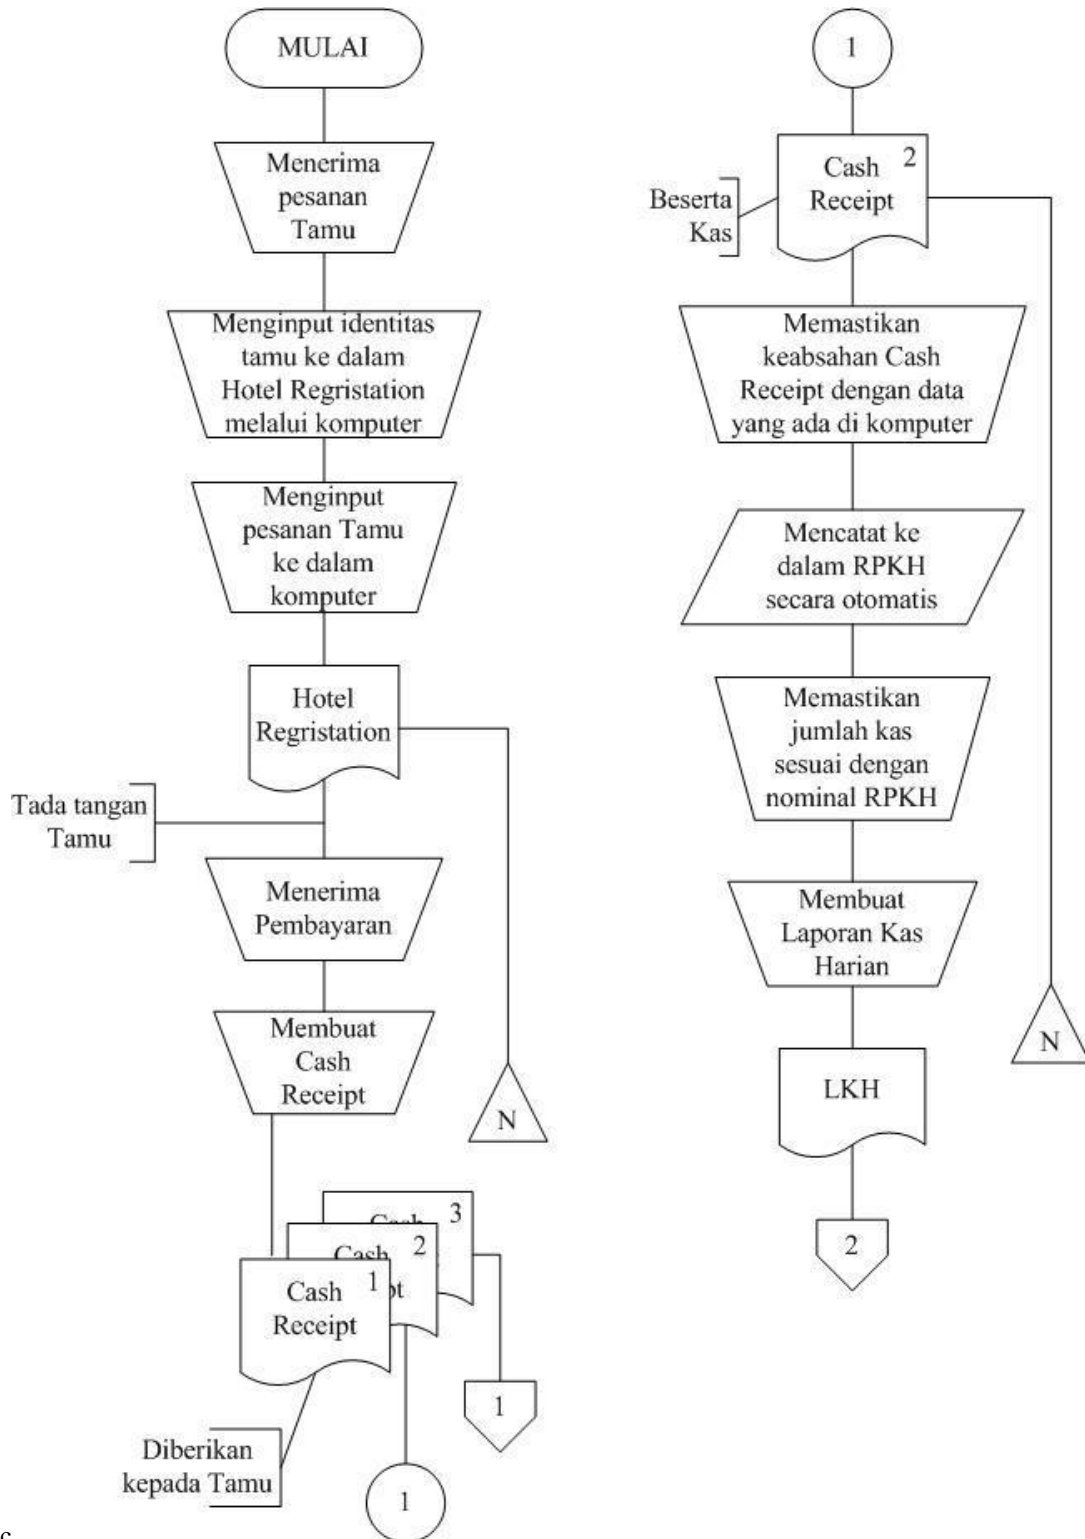 MULAI
Menerima
pesanan
Tamu
Menginput identitas
tamu ke dalam
Hotel Regristation
melalui komputer
Menginput
pesanan Tamu
ke dalam
komputer
Hotel
Regristation
Tada tangan
Tamu
Menerima
Pembayaran
Membuat
Cash
Receipt
N
3
2
Cash
1
Cash
Receipt
1
Diberikan
kepada Tamu
1
1
2
Cash
Receipt
Beserta
Kas
Memastikan
keabsahan Cash
Receipt dengan data
yang ada di komputer
Mencatat ke
dalam RPKH
secara otomatis
Memastikan
jumlah kas
sesuai dengan
nominal RPKH
Membuat
Laporan Kas
Harian
N
LKH
2